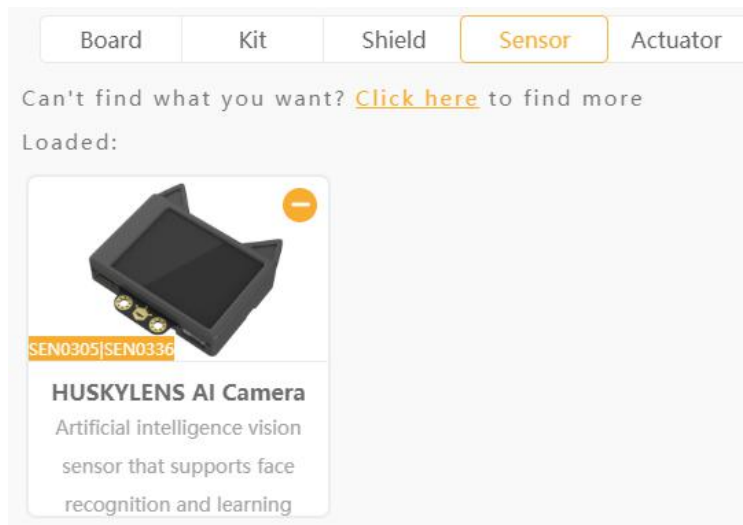 Board Kit Shield Sensor Actuator
Can't find what you want? Click here to find more
Loaded:
SEN0305|SEN0336
HUSKYLENS AI Camera
Artificial intelligence vision
sensor that supports face
recognition and learning